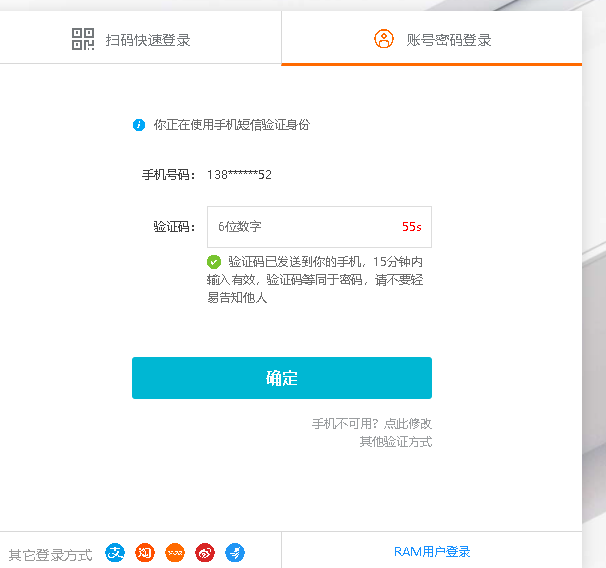 扫码快速登录
账号密码登录
你正在使用手机短信验证身份
手机号码： 138******52
验证码： 6位数字 55s
验证码已发送到你的手机，15分钟内
输入有效，验证码等同于密码，请不要轻
易告知他人
确定
手机不可用？点此修改
其他验证方式
其它登录方式
RAM用户登录